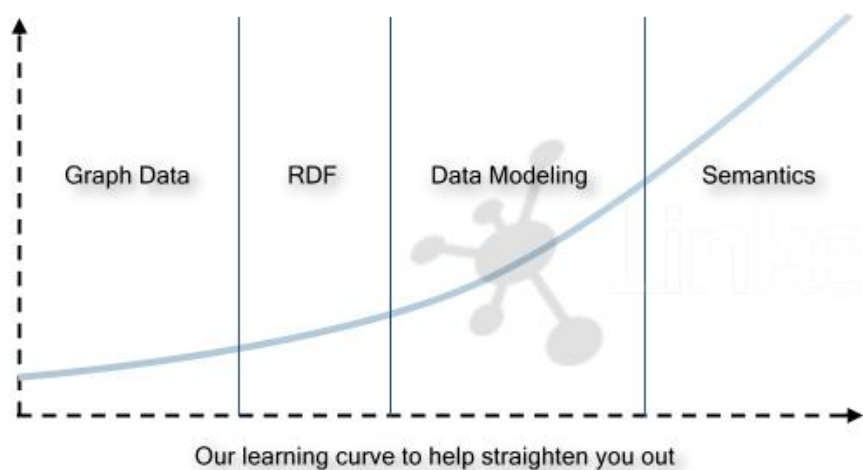 Graph Data
RDF
Data Modeling
Semantics
Our learning curve to help straighten you out